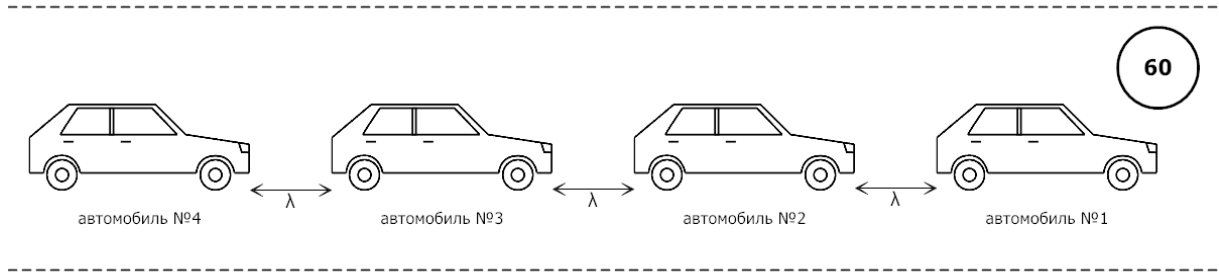 60
λ
λ
λ
автомобиль №4
автомобиль №3
автомобиль №2
автомобиль №1